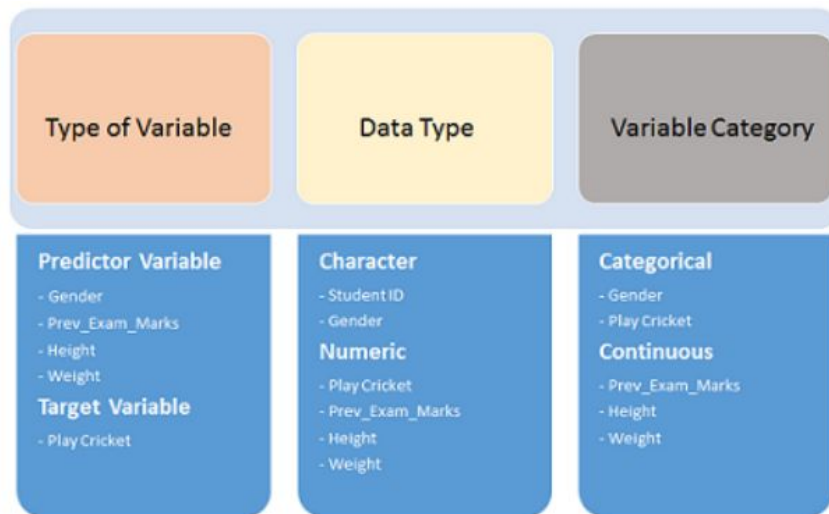 Type of Variable
Data Type
Variable Category
Predictor Variable
- Gender
- Prev_Exam_Marks
- Height
- Weight
Target Variable
- Play Cricket
Character
- Student ID
- Gender
Numeric
- Play Cricket
- Prev_Exam_Marks
- Height
- Weight
Categorical
- Gender
- Play Cricket
Continuous
- Prev_Exam_Marks
- Height
- Weight